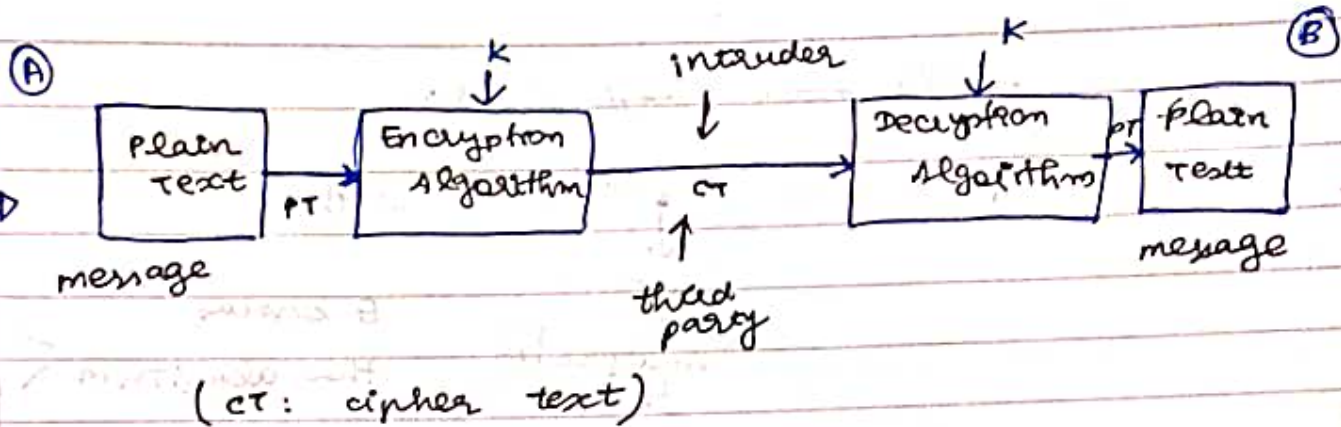 A
B
K
intruder
K
Plain
Text
PT
Encryption
Algorithm
CT
Decryption
Algorithm
PT
Plain
Text
message
message
third
party
(CT: cipher text)